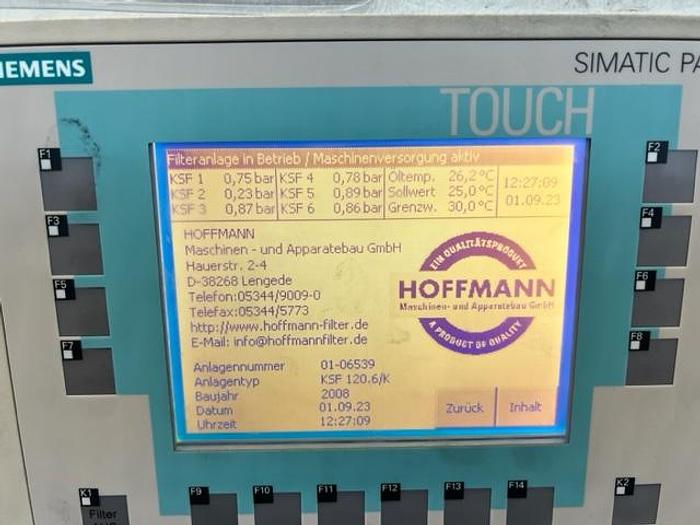 SIEMENS
SIMATIC PA
TOUCH
F1
F2
F3
F4
F5
F6
F7
F8
Filteranlage in Betrieb / Maschinenversorgung aktiv
KSF 1 0,75 bar KSF 4 0,78 bar Öltemp. 26,2°C 12:27:09
KSF 2 0,23 bar KSF 5 0,89 bar Sollwert 25,0°C
KSF 3 0,87 bar KSF 6 0,86 bar Grenzw. 30,0°C 01.09.23
HOFFMANN
Maschinen - und Apparatebau GmbH
Hauerstr. 2-4
D-38268 Lengede
Telefon:05344/9009-0
Telefax:05344/5773
http://www.hoffmann-filter.de
E-Mail: info@hoffmannfilter.de
EIN QUALITÄTSPRODUKT
HOFFMANN
Maschinen- und Apparatebau GmbH
A PRODUCT OF QUALITY
Anlagennummer 01-06539
Anlagentyp KSF 120.6/K
Baujahr 2008
Datum 01.09.23
Uhrzeit 12:27:09
Zurück Inhalt
K1
F9
F10
F11
F12
F13
F14
K2
Filter